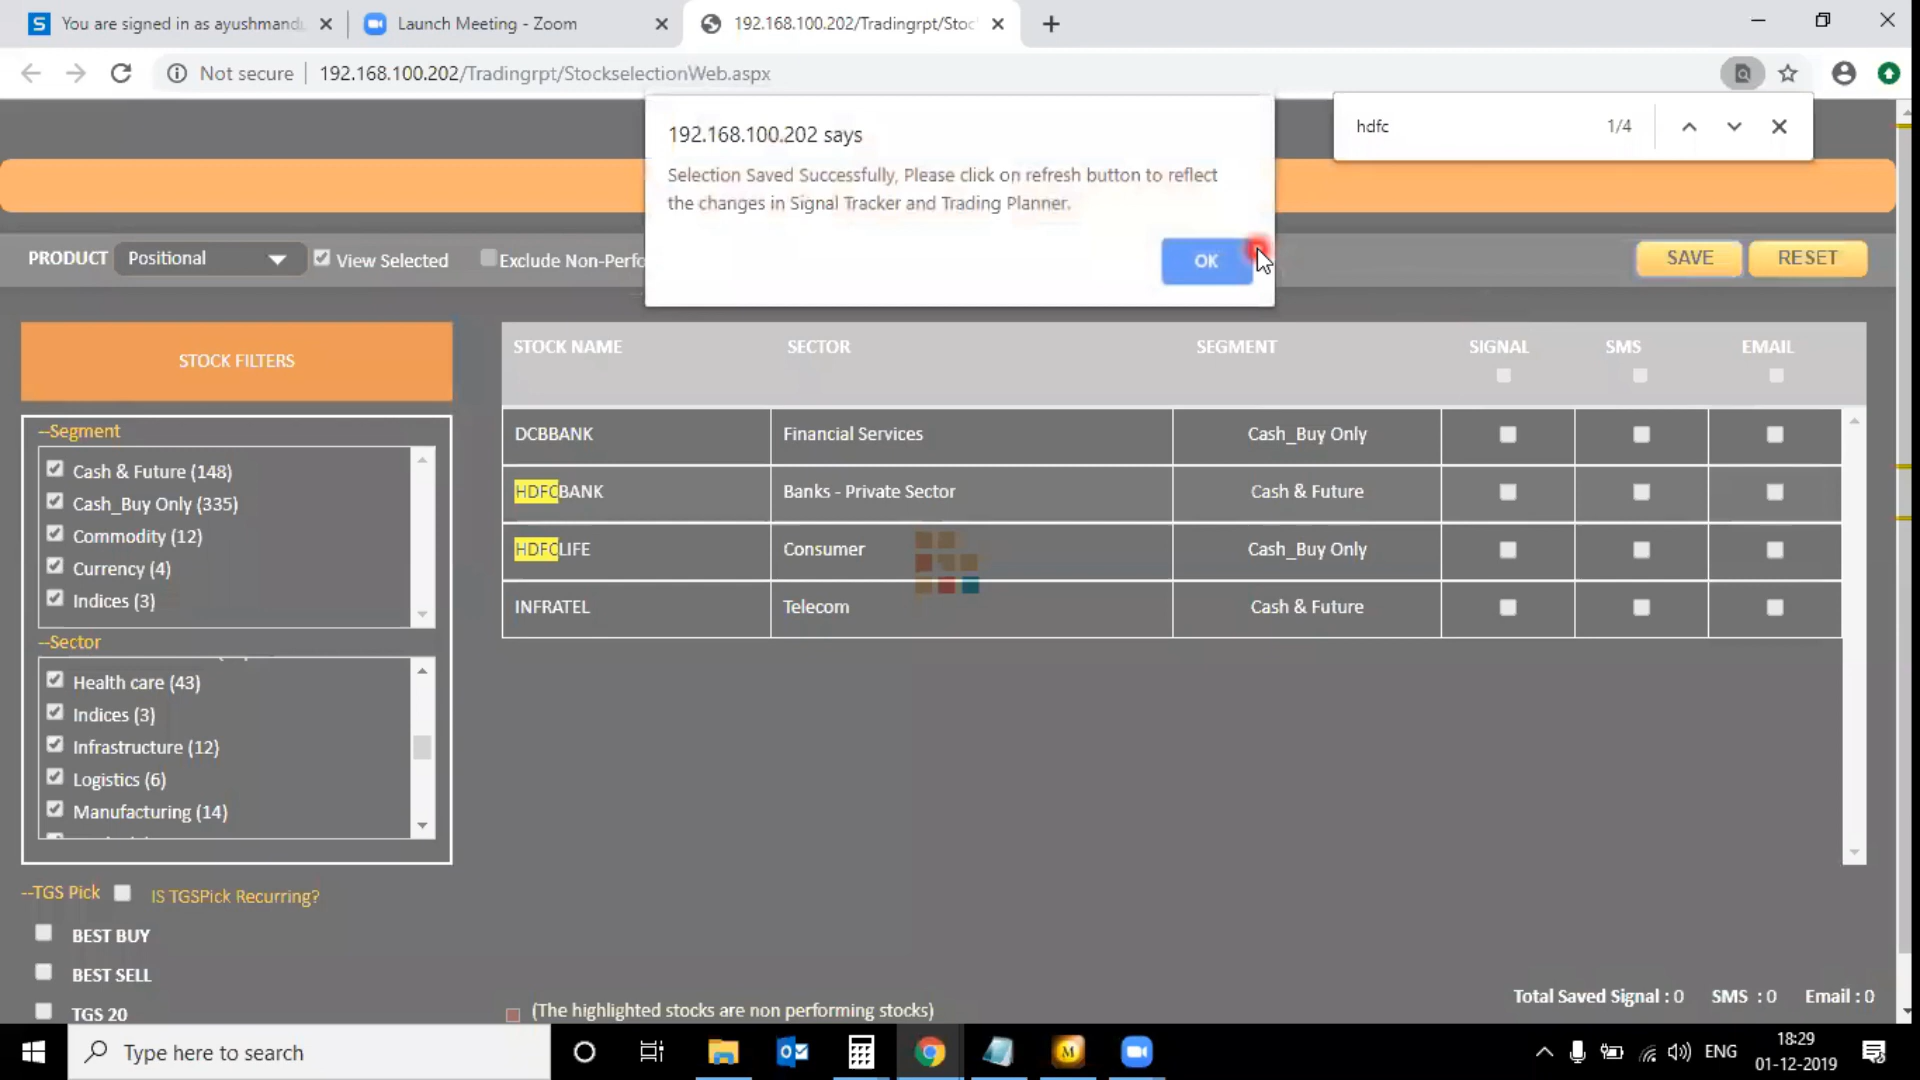 You are signed in as ayushmandu
Launch Meeting - Zoom
192.168.100.202/Tradingrpt/Stoc
Not secure
192.168.100.202/Tradingrpt/StockselectionWeb.aspx
hdfc
1/4
192.168.100.202 says
Selection Saved Successfully, Please click on refresh button to reflect
the changes in Signal Tracker and Trading Planner.
OK
PRODUCT
Positional
View Selected
Exclude Non-Perfo
SAVE
RESET
STOCK FILTERS
--Segment
Cash & Future (148)
Cash_Buy Only (335)
Commodity (12)
Currency (4)
Indices (3)
--Sector
Health care (43)
Indices (3)
Infrastructure (12)
Logistics (6)
Manufacturing (14)
--TGS Pick
IS TGSPick Recurring?
BEST BUY
BEST SELL
TGS 20
STOCK NAME SECTOR SEGMENT SIGNAL SMS EMAIL
DCBBANK Financial Services Cash_Buy Only
HDFCBANK Banks - Private Sector Cash & Future
HDFCLIFE Consumer Cash_Buy Only
INFRATEL Telecom Cash & Future
Total Saved Signal : 0 SMS : 0 Email : 0
(The highlighted stocks are non performing stocks)
Type here to search
ENG
18:29
01-12-2019